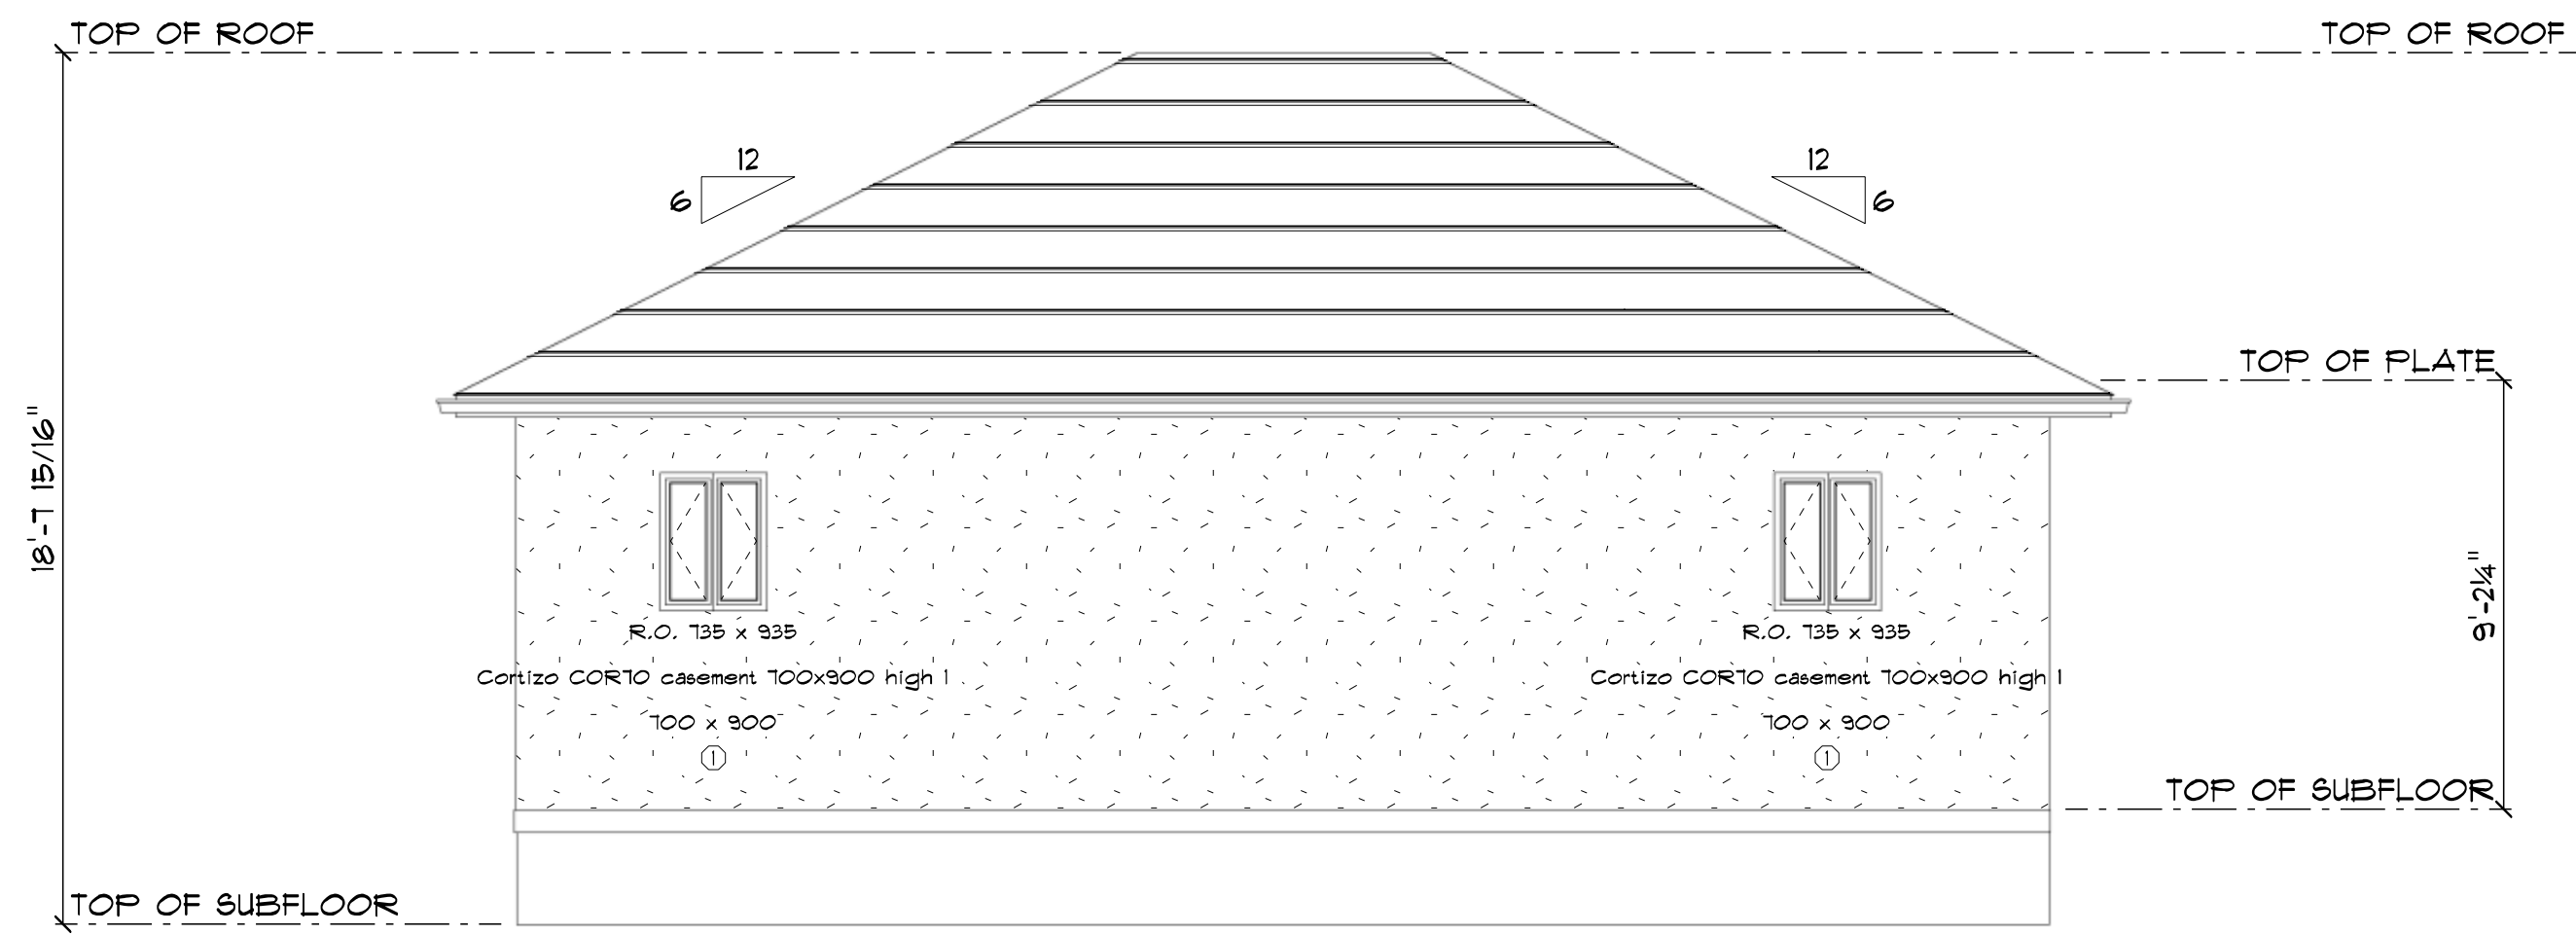 TOP OF ROOF
TOP OF ROOF
12
6
12
6
TOP OF PLATE
18'-7 15/16"
9'-2¼"
R.O. 735 x 935
Cortizo COR70 casement 700x900 high 1
700 x 900
1
R.O. 735 x 935
Cortizo COR70 casement 700x900 high 1
700 x 900
1
TOP OF SUBFLOOR
TOP OF SUBFLOOR